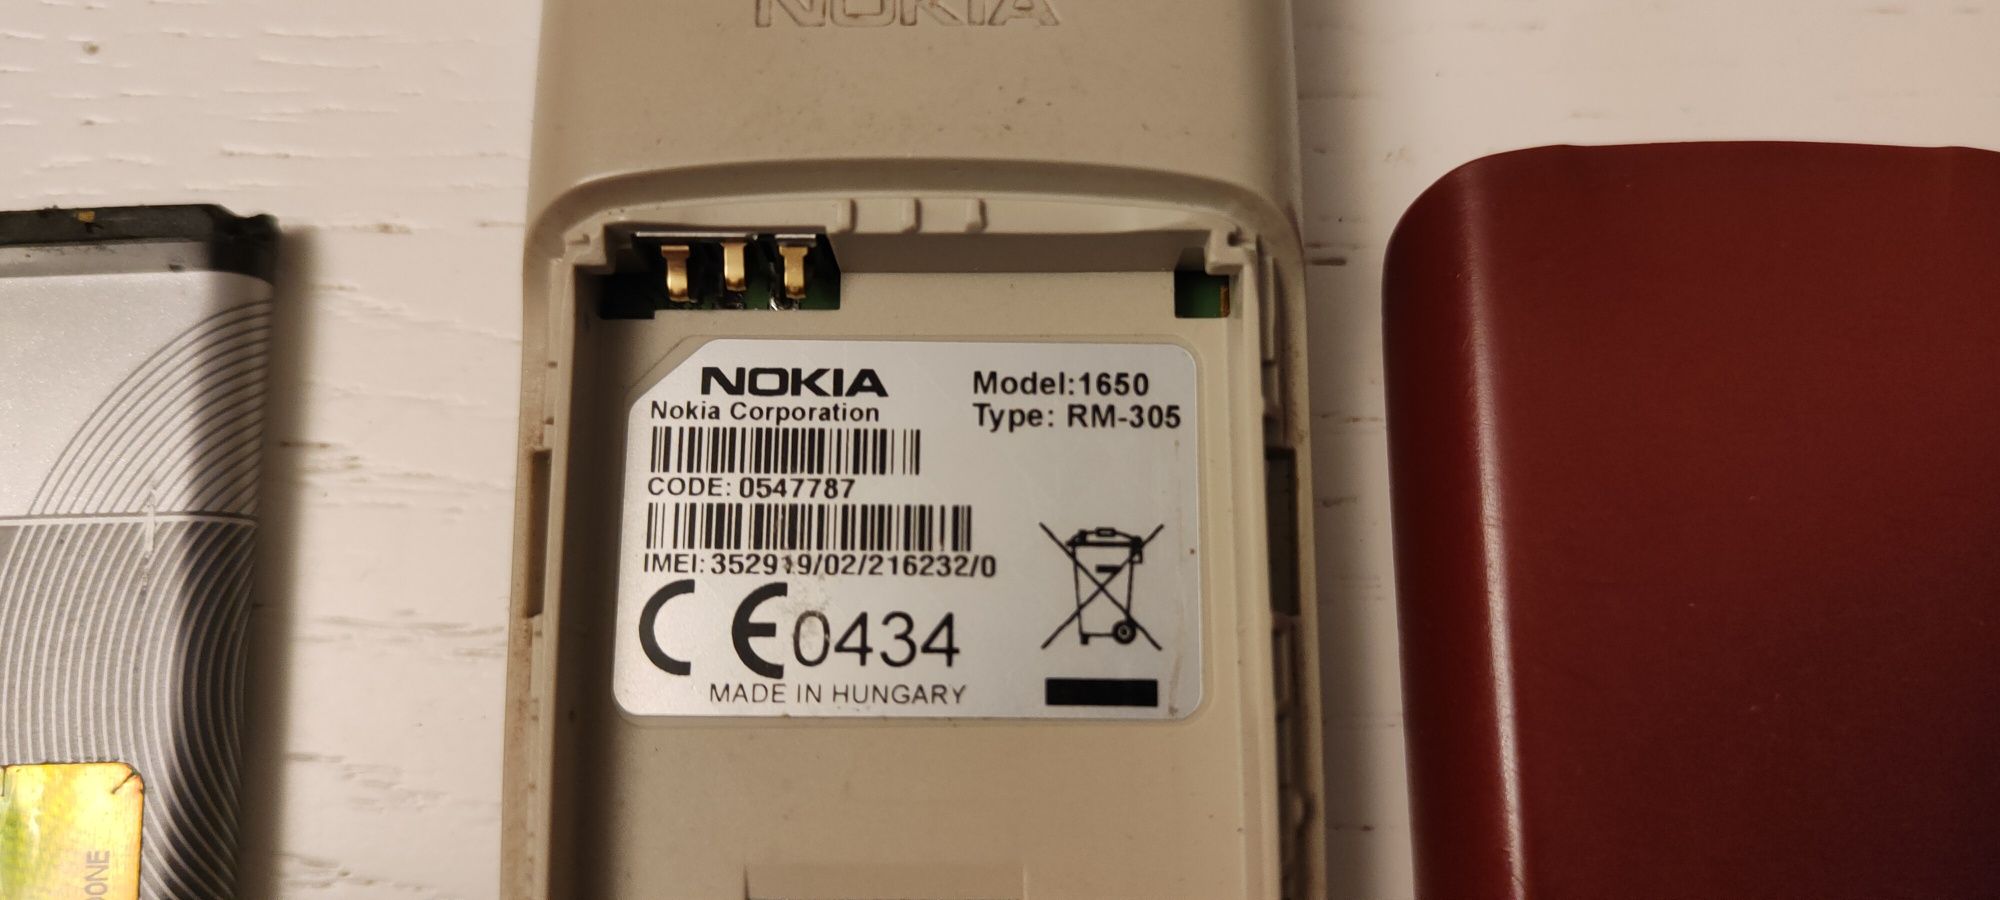 NOKIA
NOKIA
Nokia Corporation
Model:1650
Type: RM-305
CODE: 0547787
IMEI: 352919/02/216232/0
CE0434
MADE IN HUNGARY